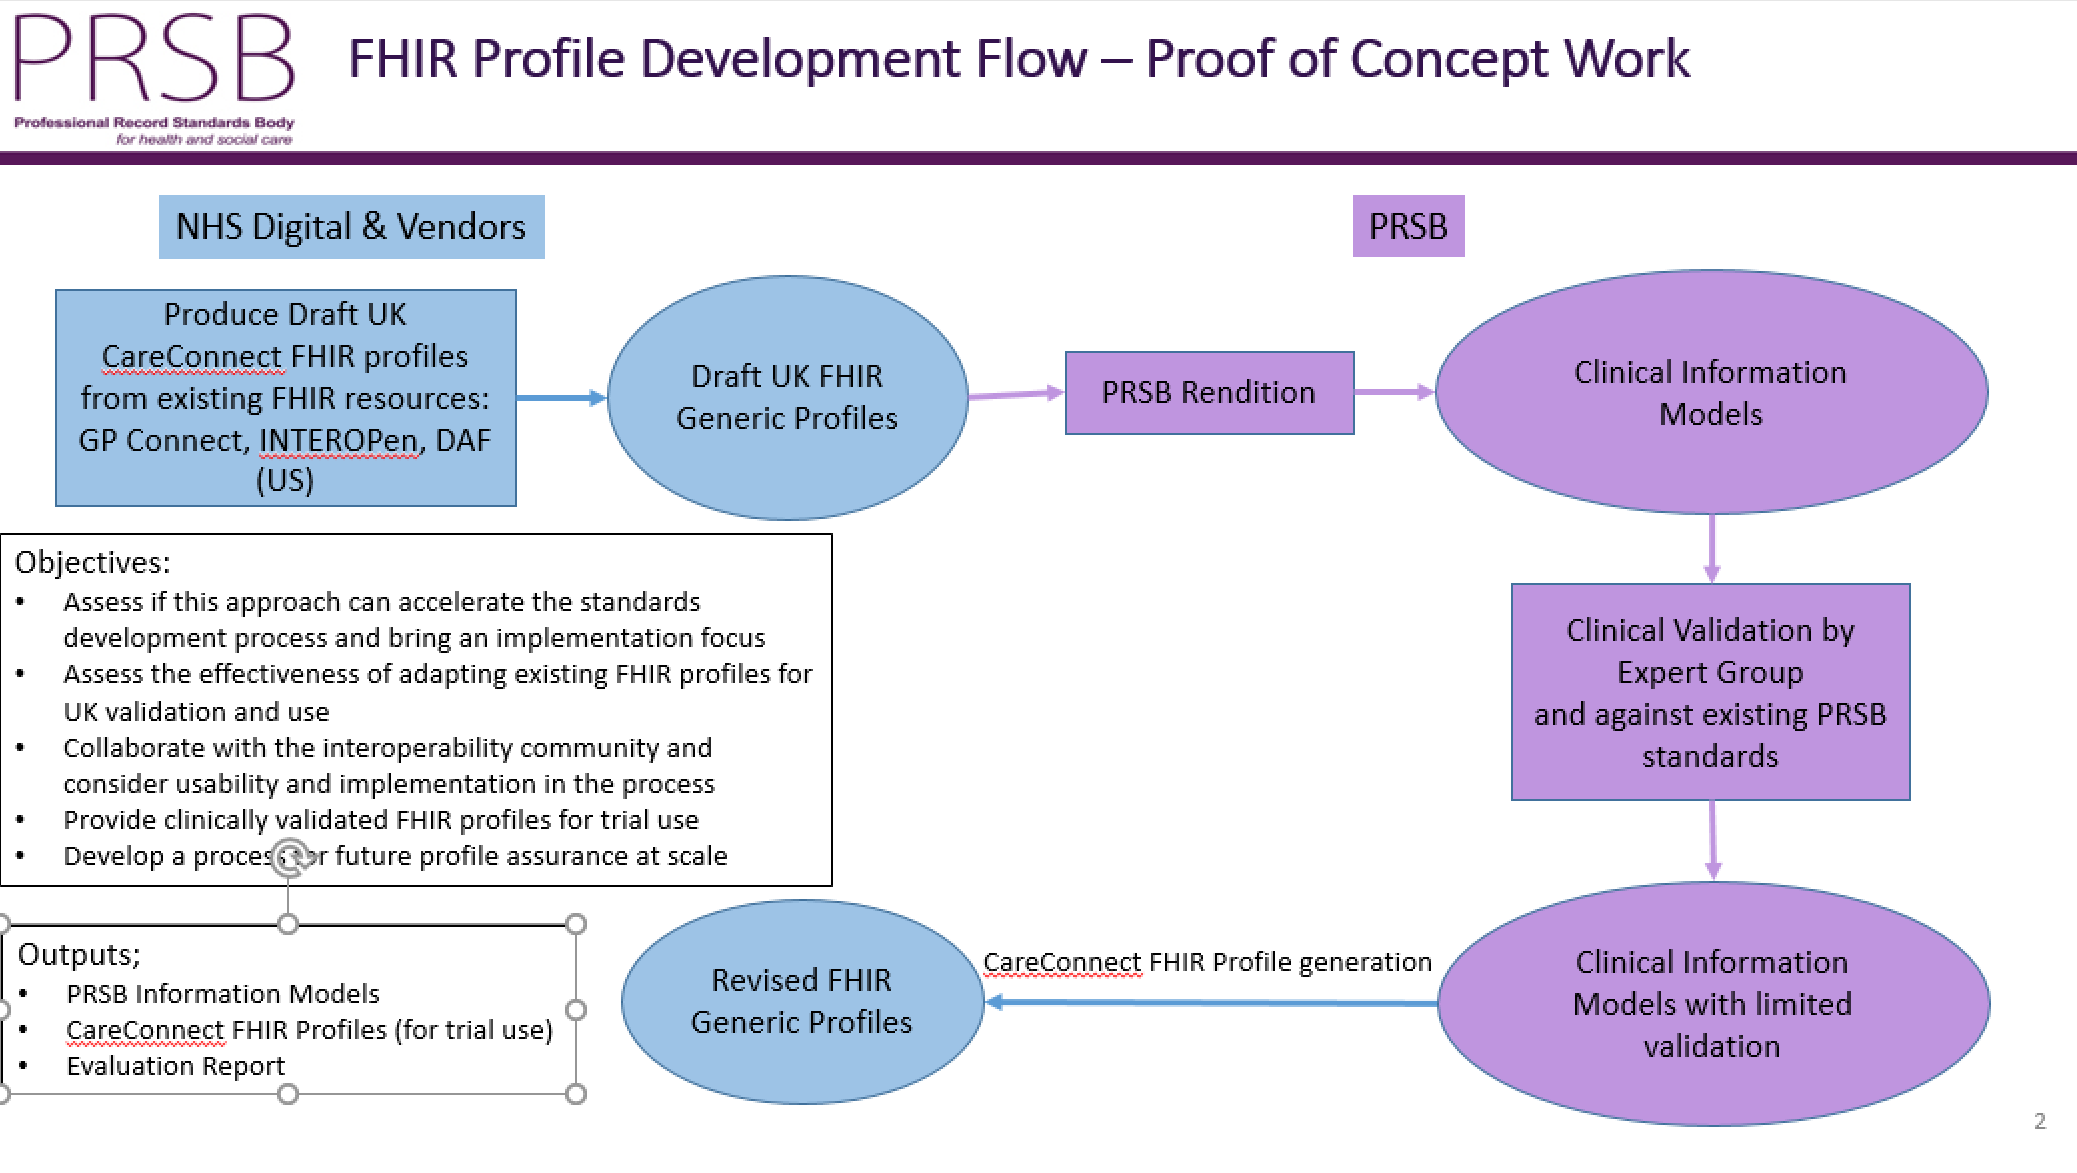 PRSB
Professional Record Standards Body
for health and social care
FHIR Profile Development Flow – Proof of Concept Work
NHS Digital & Vendors
PRSB
Produce Draft UK
CareConnect FHIR profiles
from existing FHIR resources:
GP Connect, INTEROPen, DAF
(US)
Draft UK FHIR
Generic Profiles
PRSB Rendition
Clinical Information
Models
Objectives:
• Assess if this approach can accelerate the standards
development process and bring an implementation focus
• Assess the effectiveness of adapting existing FHIR profiles for
UK validation and use
• Collaborate with the interoperability community and
consider usability and implementation in the process
• Provide clinically validated FHIR profiles for trial use
• Develop a process for future profile assurance at scale
Clinical Validation by
Expert Group
and against existing PRSB
standards
Outputs;
• PRSB Information Models
• CareConnect FHIR Profiles (for trial use)
• Evaluation Report
Revised FHIR
Generic Profiles
CareConnect FHIR Profile generation
Clinical Information
Models with limited
validation
2